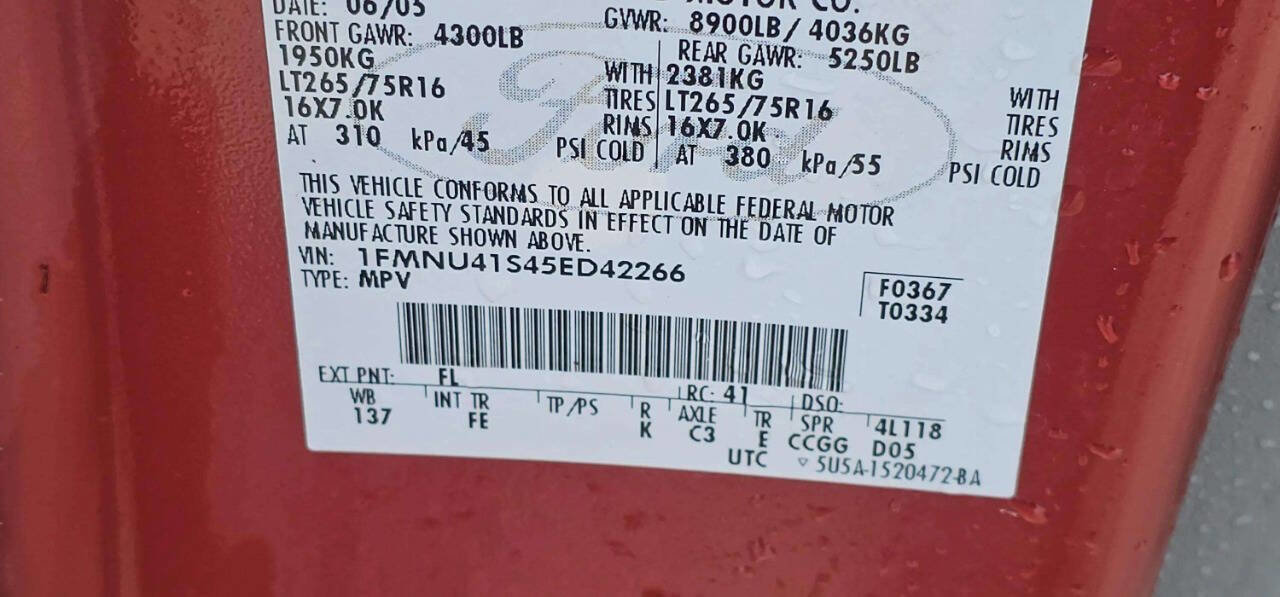 DATE: 06/05
MOTOR CO.
FRONT GAWR: 4300LB
GVWR: 8900LB/ 4036KG
1950KG WITH
REAR GAWR: 5250LB
LT265/75R16 TIRES
2381KG WITH
16X7.0K RIMS
LT265/75R16 TIRES
AT 310 kPa/45 PSI COLD
16X7.0K RIMS
AT 380 kPa/55 PSI COLD
Ford
THIS VEHICLE CONFORMS TO ALL APPLICABLE FEDERAL MOTOR
VEHICLE SAFETY STANDARDS IN EFFECT ON THE DATE OF
MANUFACTURE SHOWN ABOVE.
VIN: 1FMNU41S45ED42266
TYPE: MPV
F0367
T0334
EXT PNT: FL RC: 41 DSO:
WB INT TR TP/PS R AXLE TR SPR 4L118
137 FE K C3 E CCGG D05
UTC ▽ 5U5A-1520472-BA